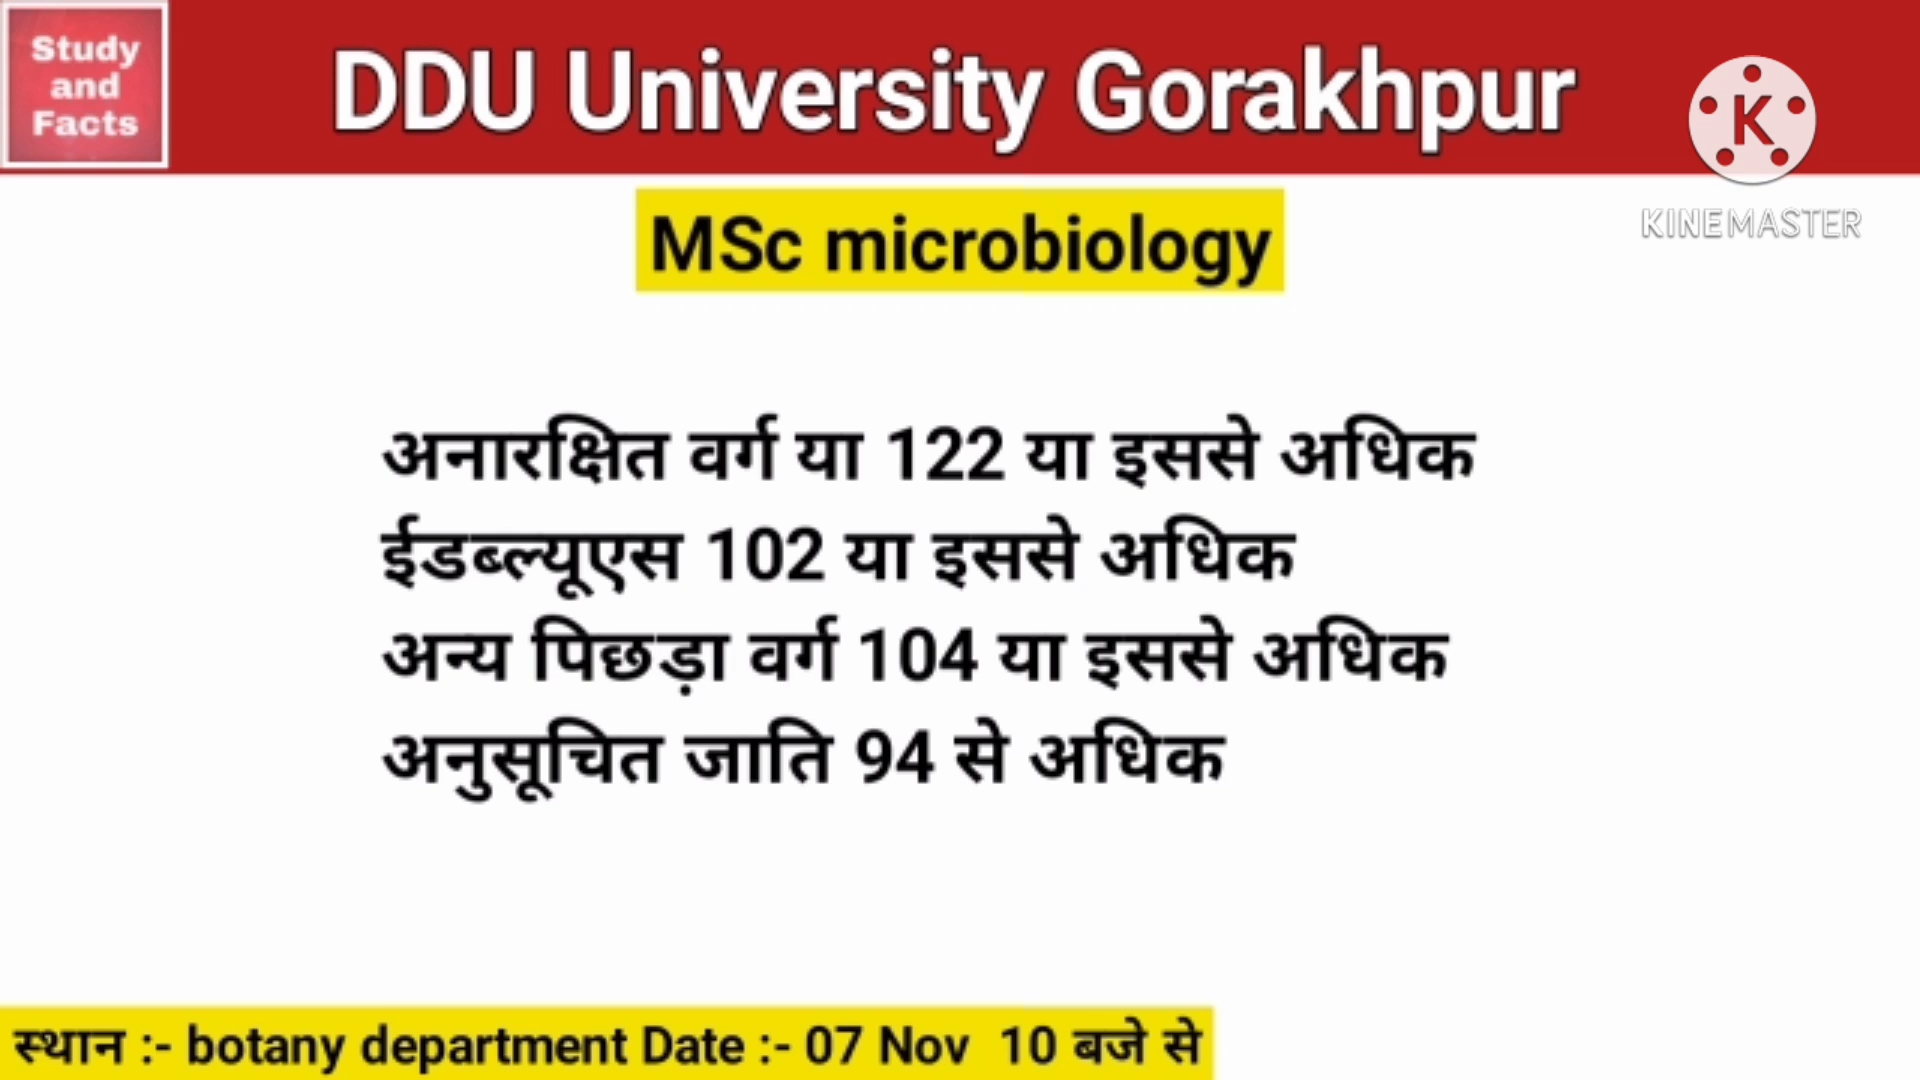 Study
and
Facts
DDU University Gorakhpur
K
KINEMASTER
MSc microbiology
अनारक्षित वर्ग या 122 या इससे अधिक
ईडब्ल्यूएस 102 या इससे अधिक
अन्य पिछड़ा वर्ग 104 या इससे अधिक
अनुसूचित जाति 94 से अधिक
स्थान :- botany department Date :- 07 Nov 10 बजे से